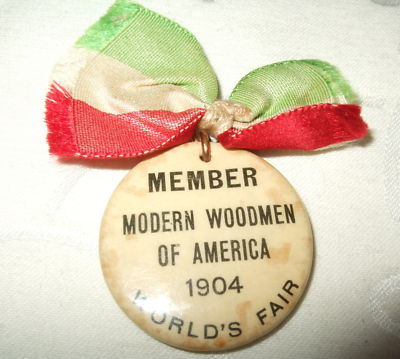 MEMBER
MODERN WOODMEN
OF AMERICA
1904
WORLD'S FAIR